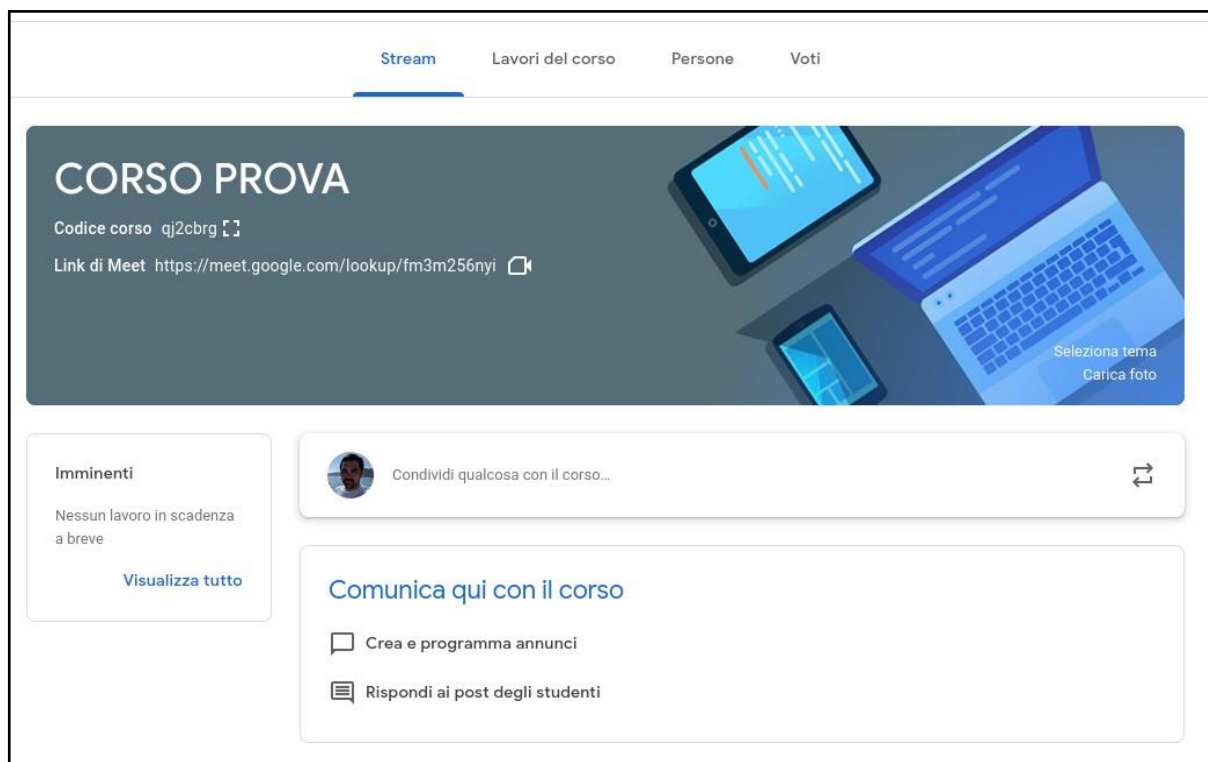 Stream Lavori del corso Persone Voti
CORSO PROVA
Codice corso qj2cbrg
Link di Meet https://meet.google.com/lookup/fm3m256nyi
Seleziona tema
Carica foto
Imminenti
Nessun lavoro in scadenza
a breve
Visualizza tutto
Condividi qualcosa con il corso…
Comunica qui con il corso
Crea e programma annunci
Rispondi ai post degli studenti